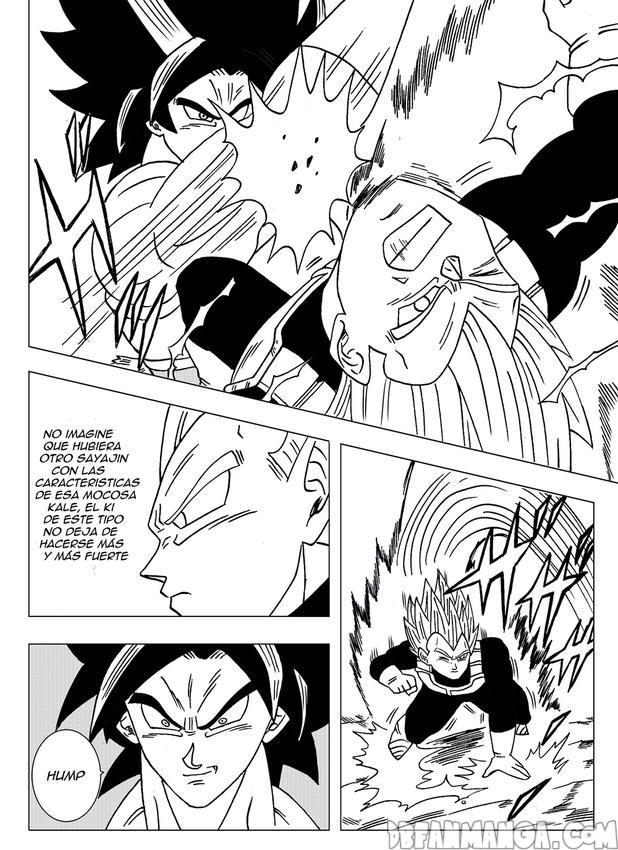 NO IMAGINE
QUE HUBIERA
OTRO SAYAJIN
CON LAS
CARACTERISTICAS
DE ESA MOCOSA
KALE, EL KI
DE ESTE TIPO
NO DEJA DE
HACERSE MÁS
Y MÁS FUERTE
HUMP
DBFANMANGA.COM